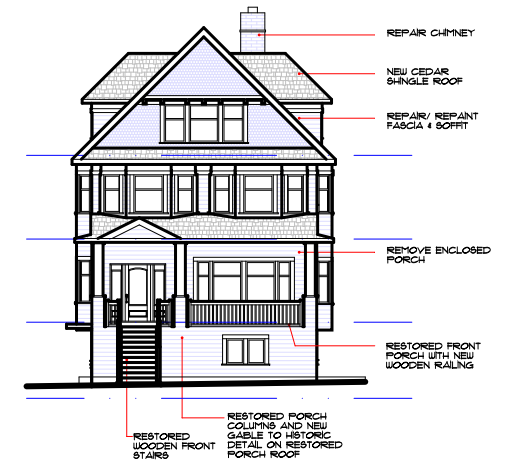 REPAIR CHIMNEY
NEW CEDAR
SHINGLE ROOF
REPAIR/ REPAINT
FASCIA & SOFFIT
REMOVE ENCLOSED
PORCH
RESTORED FRONT
PORCH WITH NEW
WOODEN RAILING
RESTORED PORCH
COLUMNS AND NEW
GABLE TO HISTORIC
DETAIL ON RESTORED
PORCH ROOF
RESTORED
WOODEN FRONT
STAIRS